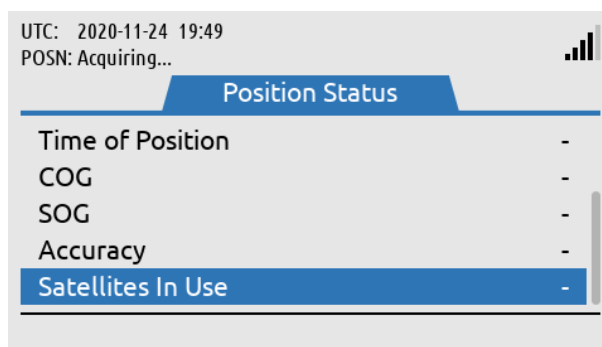 UTC: 2020-11-24 19:49
POSN: Acquiring...
Position Status
Time of Position -
COG -
SOG -
Accuracy -
Satellites In Use -